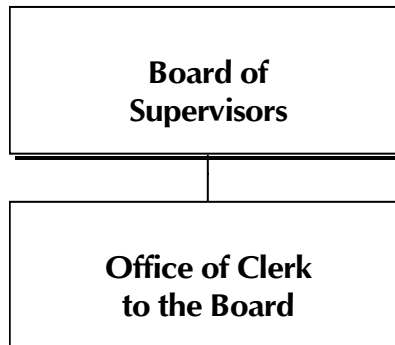 Board of
Supervisors
Office of Clerk
to the Board